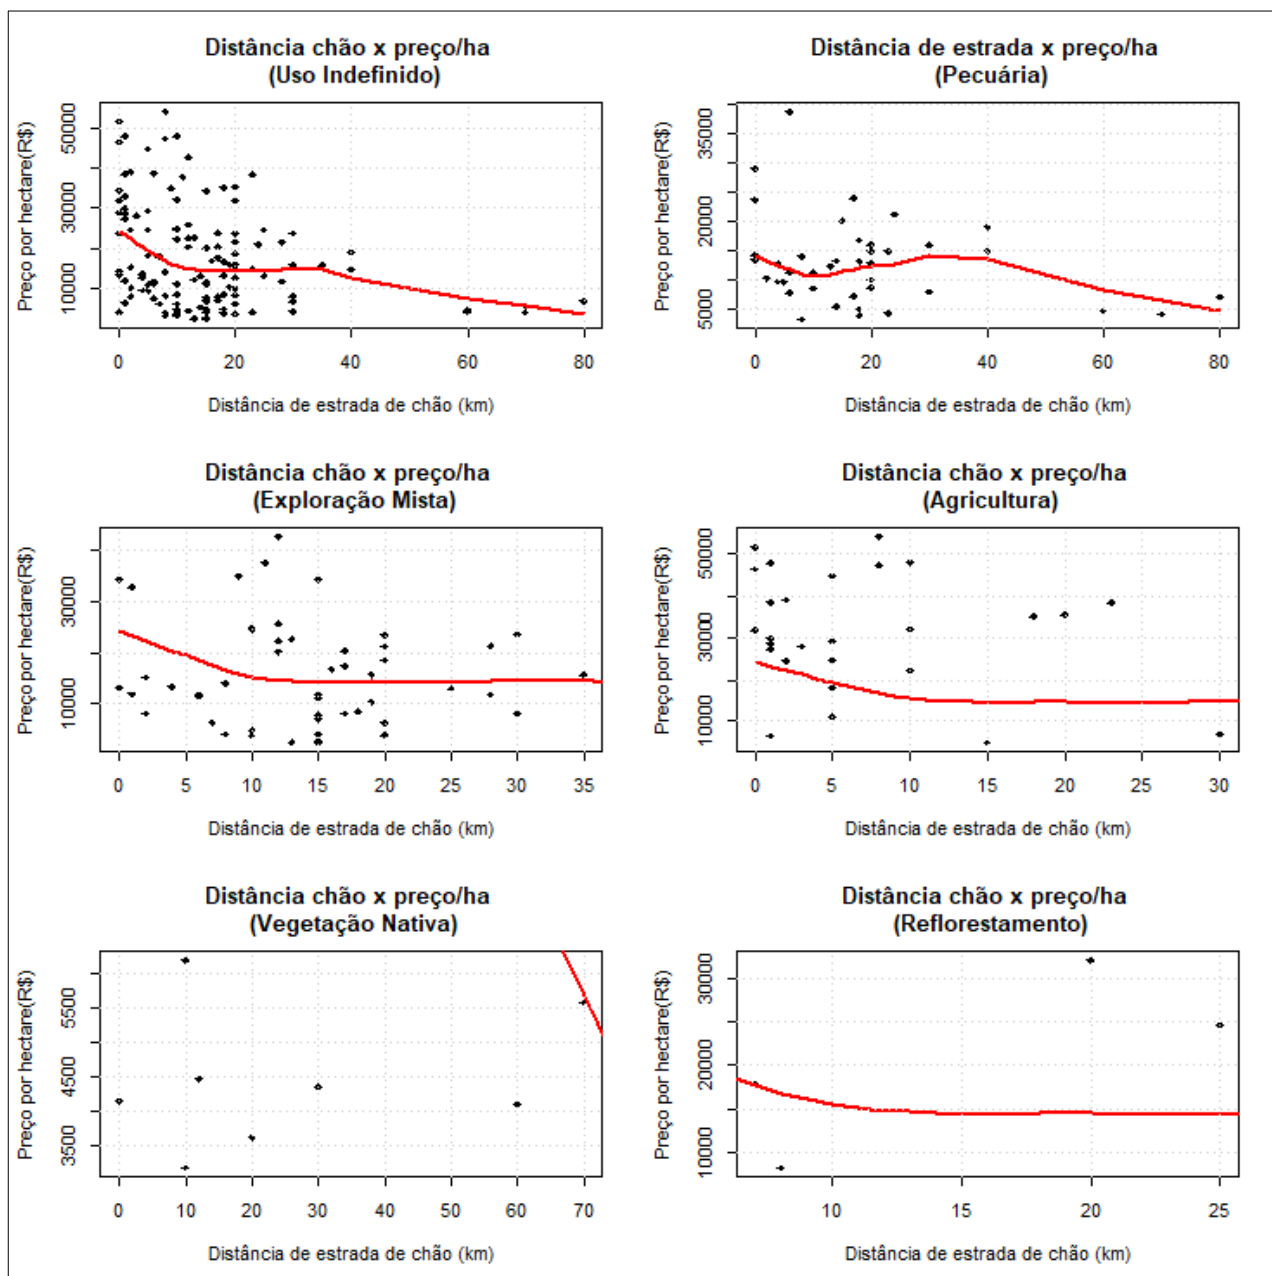 Distância chão x preço/ha
(Uso Indefinido)
Preço por hectare(R$)
50000
30000
10000
0 20 40 60 80
Distância de estrada de chão (km)
Distância de estrada x preço/ha
(Pecuária)
Preço por hectare(R$)
35000
20000
5000
0 20 40 60 80
Distância de estrada de chão (km)
Distância chão x preço/ha
(Exploração Mista)
Preço por hectare(R$)
30000
10000
0 5 10 15 20 25 30 35
Distância de estrada de chão (km)
Distância chão x preço/ha
(Agricultura)
Preço por hectare(R$)
50000
30000
10000
0 5 10 15 20 25 30
Distância de estrada de chão (km)
Distância chão x preço/ha
(Vegetação Nativa)
Preço por hectare(R$)
5500
4500
3500
0 10 20 30 40 50 60 70
Distância de estrada de chão (km)
Distância chão x preço/ha
(Reflorestamento)
Preço por hectare(R$)
30000
20000
10000
10 15 20 25
Distância de estrada de chão (km)